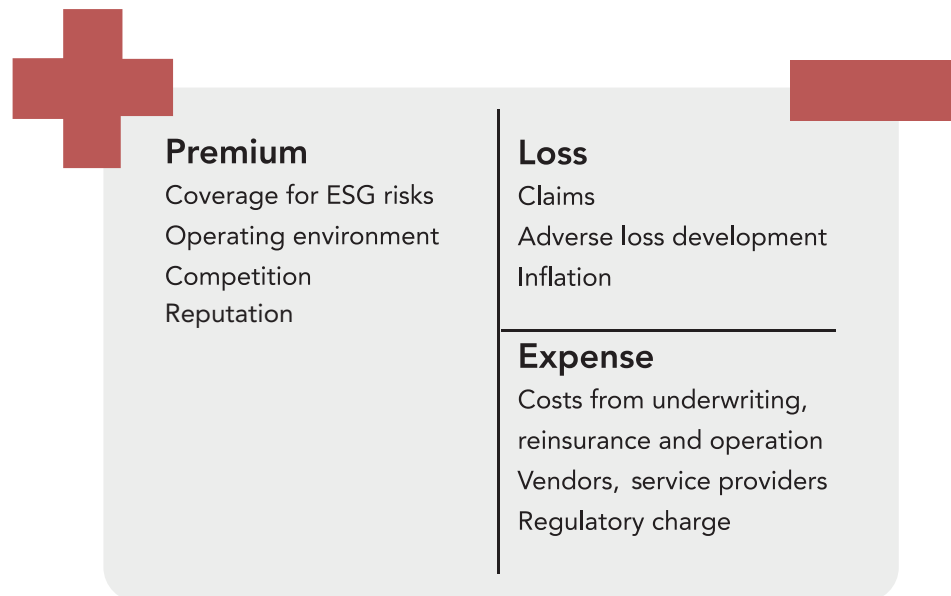 Premium
Coverage for ESG risks
Operating environment
Competition
Reputation
Loss
Claims
Adverse loss development
Inflation
Expense
Costs from underwriting,
reinsurance and operation
Vendors, service providers
Regulatory charge